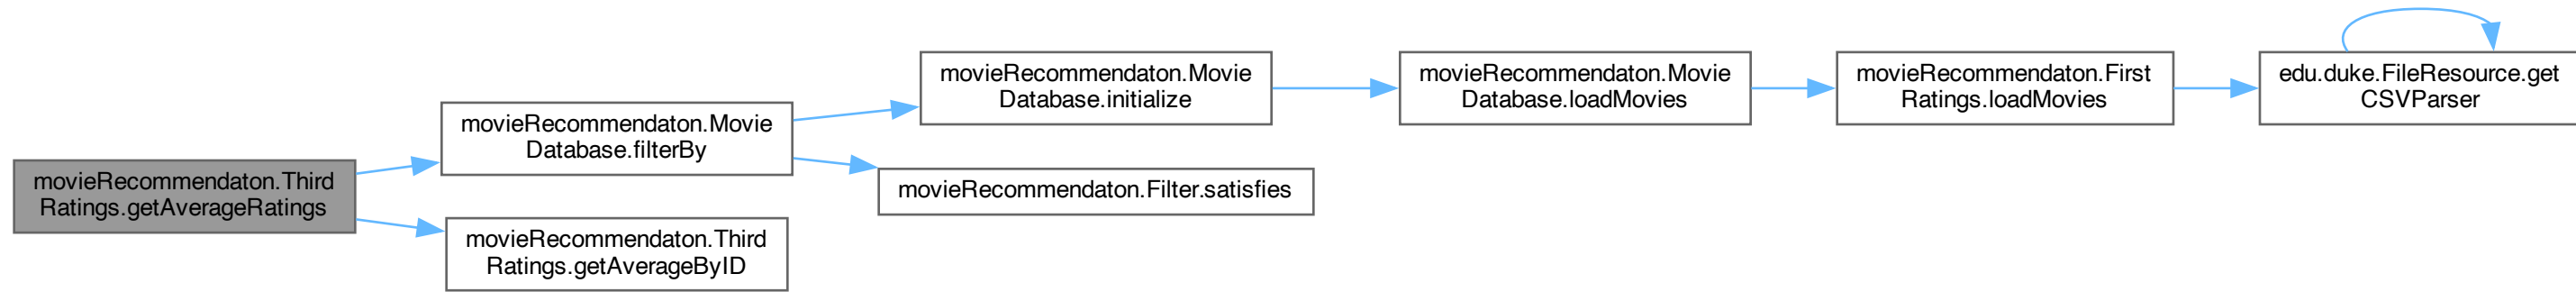 movieRecommendaton.Third
Ratings.getAverageRatings
movieRecommendaton.Movie
Database.filterBy
movieRecommendaton.Movie
Database.initialize
movieRecommendaton.Movie
Database.loadMovies
movieRecommendaton.First
Ratings.loadMovies
edu.duke.FileResource.get
CSVParser
movieRecommendaton.Filter.satisfies
movieRecommendaton.Third
Ratings.getAverageByID